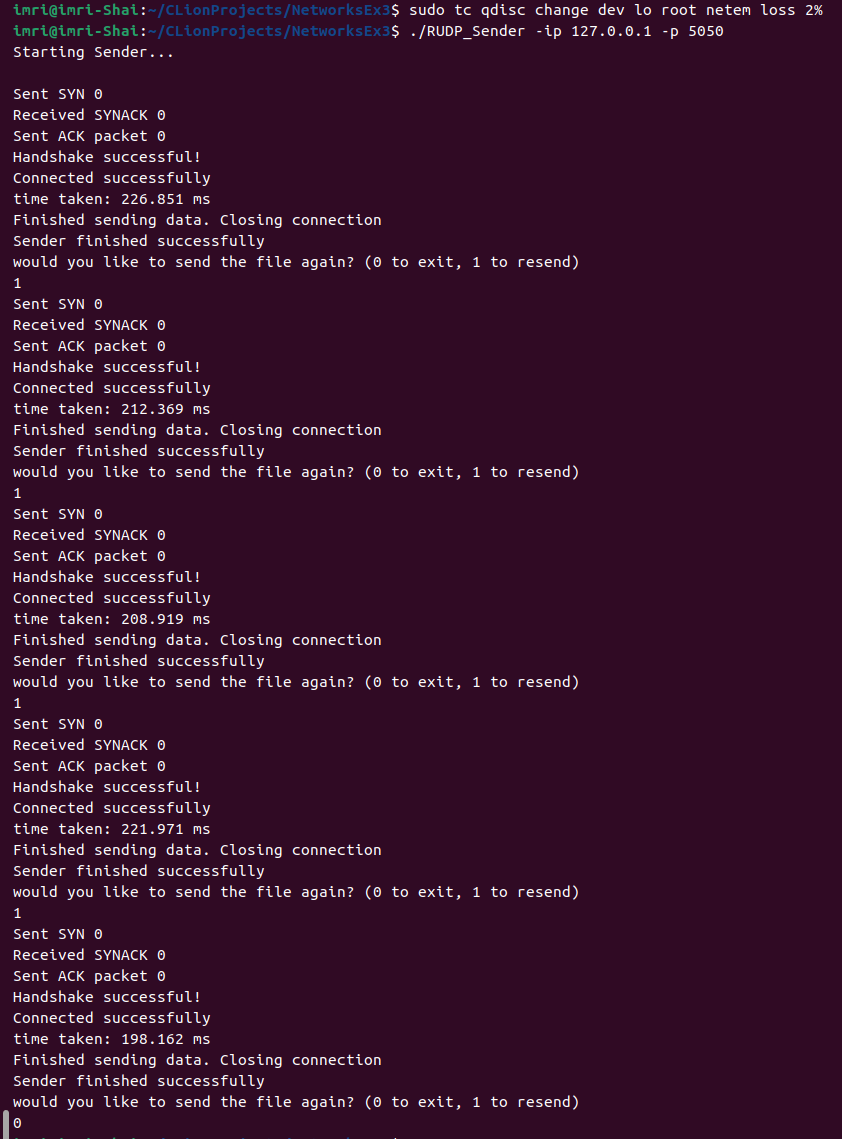 imri@imri-Shai:~/CLionProjects/NetworksEx3$ sudo tc qdisc change dev lo root netem loss 2%
imri@imri-Shai:~/CLionProjects/NetworksEx3$ ./RUDP_Sender -ip 127.0.0.1 -p 5050
Starting Sender...

Sent SYN 0
Received SYNACK 0
Sent ACK packet 0
Handshake successful!
Connected successfully
time taken: 226.851 ms
Finished sending data. Closing connection
Sender finished successfully
would you like to send the file again? (0 to exit, 1 to resend)
1
Sent SYN 0
Received SYNACK 0
Sent ACK packet 0
Handshake successful!
Connected successfully
time taken: 212.369 ms
Finished sending data. Closing connection
Sender finished successfully
would you like to send the file again? (0 to exit, 1 to resend)
1
Sent SYN 0
Received SYNACK 0
Sent ACK packet 0
Handshake successful!
Connected successfully
time taken: 208.919 ms
Finished sending data. Closing connection
Sender finished successfully
would you like to send the file again? (0 to exit, 1 to resend)
1
Sent SYN 0
Received SYNACK 0
Sent ACK packet 0
Handshake successful!
Connected successfully
time taken: 221.971 ms
Finished sending data. Closing connection
Sender finished successfully
would you like to send the file again? (0 to exit, 1 to resend)
1
Sent SYN 0
Received SYNACK 0
Sent ACK packet 0
Handshake successful!
Connected successfully
time taken: 198.162 ms
Finished sending data. Closing connection
Sender finished successfully
would you like to send the file again? (0 to exit, 1 to resend)
0